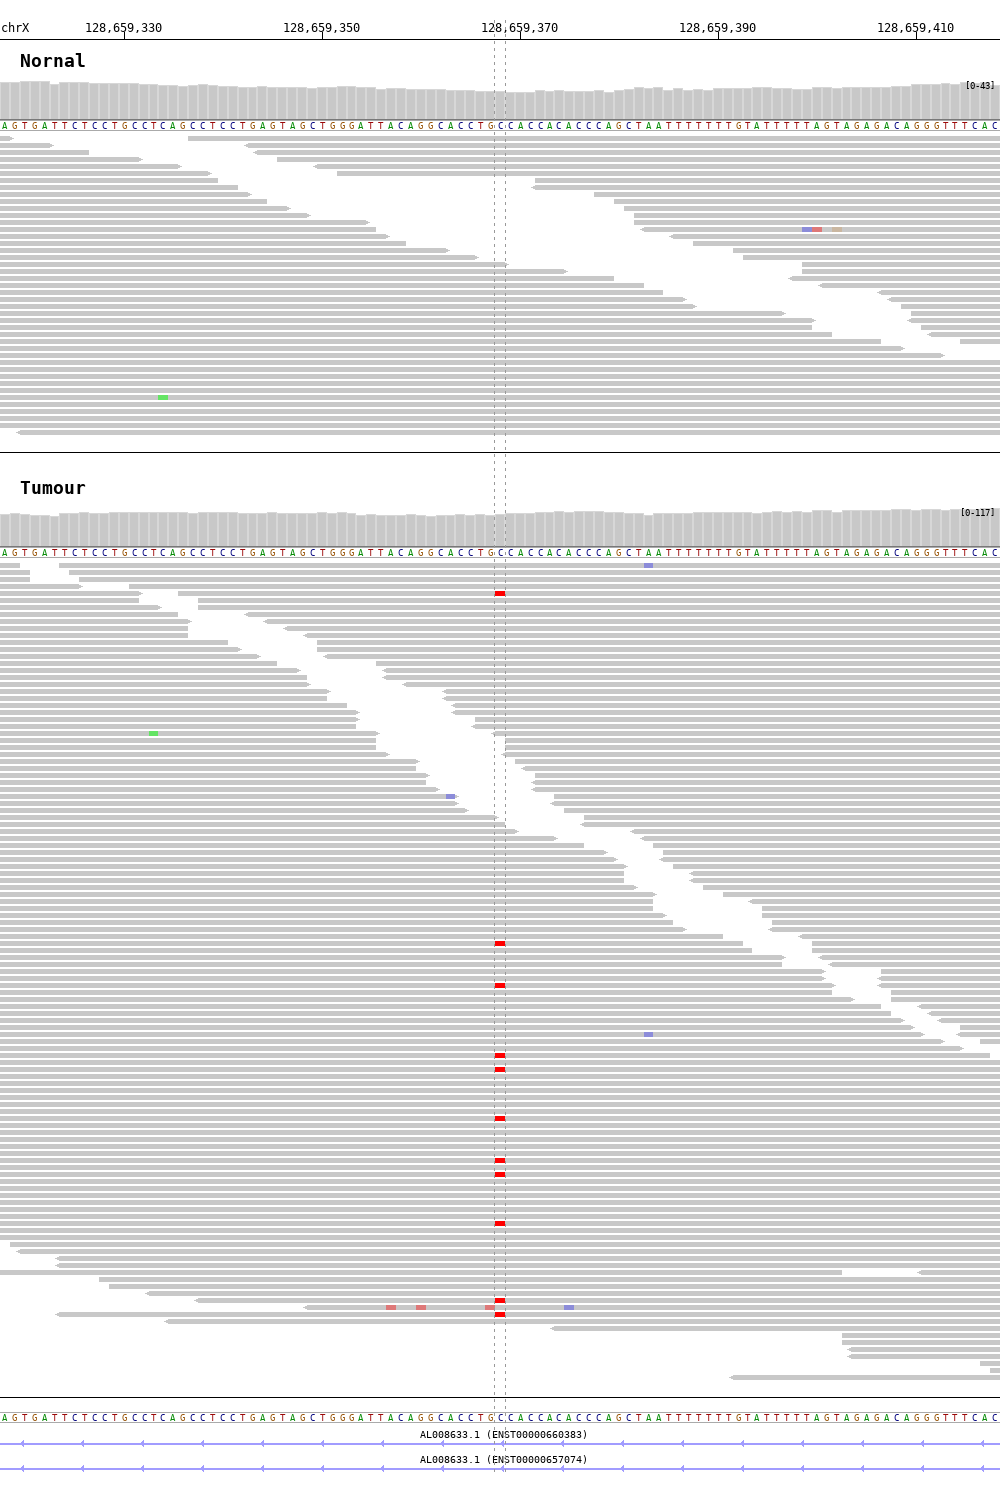 chrX 128,659,330 128,659,350 128,659,370 128,659,390 128,659,410
Nornal
[0-43]
AGTGATTCTCCTGCCTCAGCCTCCTGAGTAGCTGGGATTACAGGCACCTGCCACCACACCCAGCTAATTTTTTTGTATTTTTAGTAGAGACAGGGTTTCAC
Tumour
[0-117]
AGTGATTCTCCTGCCTCAGCCTCCTGAGTAGCTGGGATTACAGGCACCTGCCACCACACCCAGCTAATTTTTTTGTATTTTTAGTAGAGACAGGGTTTCAC
AGTGATTCTCCTGCCTCAGCCTCCTGAGTAGCTGGGATTACAGGCACCTGCCACCACACCCAGCTAATTTTTTTGTATTTTTAGTAGAGACAGGGTTTCAC
AL008633.1 (ENST00000660383)
AL008633.1 (ENST00000657074)